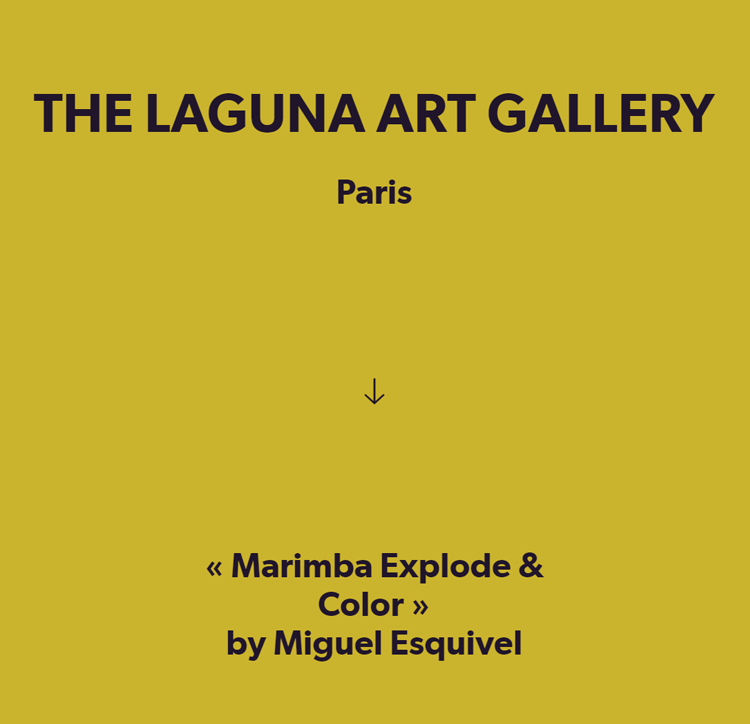 THE LAGUNA ART GALLERY
Paris
« Marimba Explode &
Color »
by Miguel Esquivel